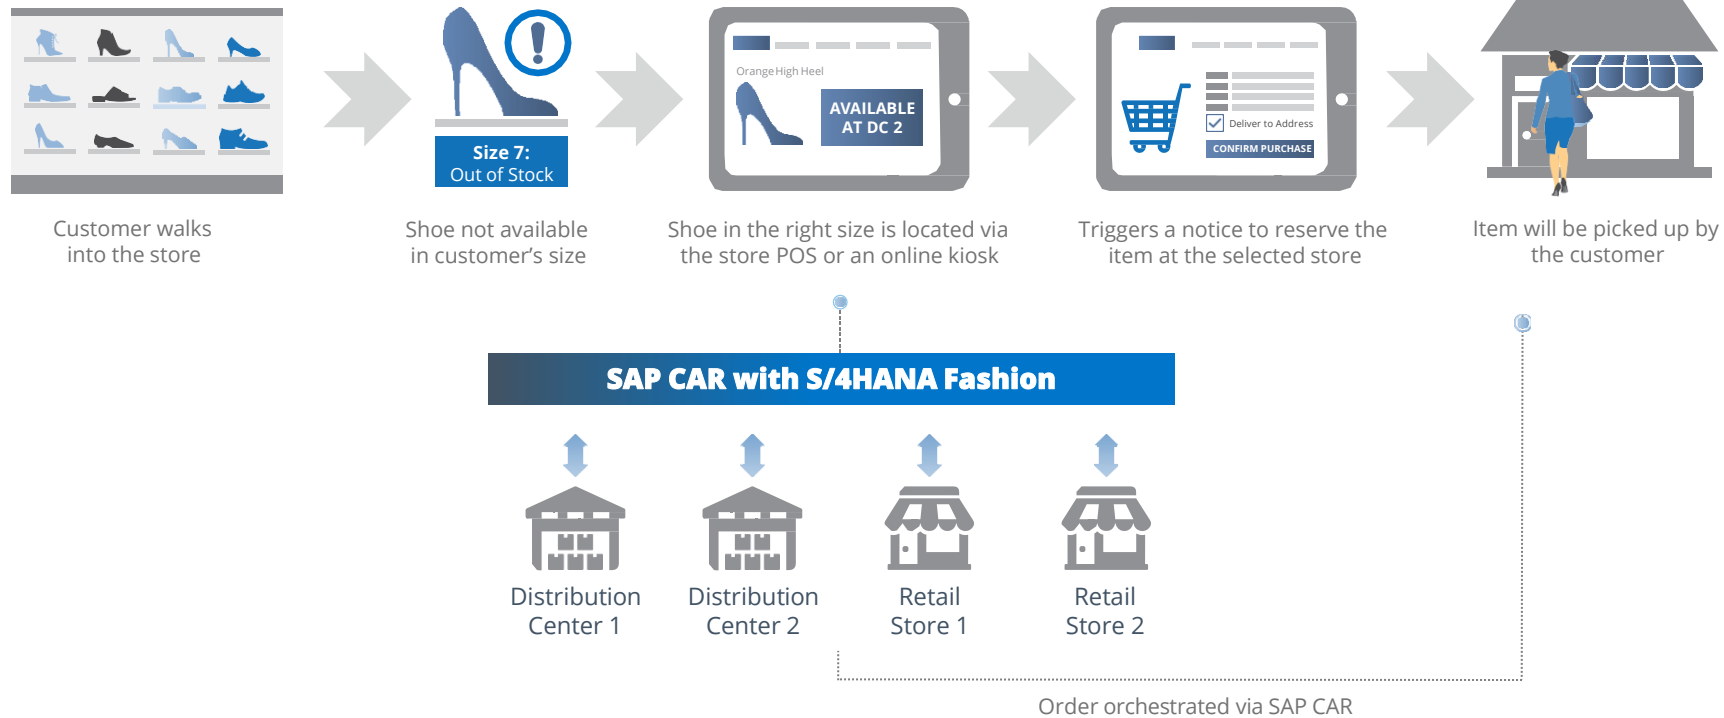 Size 7:
Out of Stock
Orange High Heel
AVAILABLE
AT DC 2
Deliver to Address
CONFIRM PURCHASE
Customer walks
into the store
Shoe not available
in customer’s size
Shoe in the right size is located via
the store POS or an online kiosk
Triggers a notice to reserve the
item at the selected store
Item will be picked up by
the customer
SAP CAR with S/4HANA Fashion
Distribution
Center 1
Distribution
Center 2
Retail
Store 1
Retail
Store 2
Order orchestrated via SAP CAR